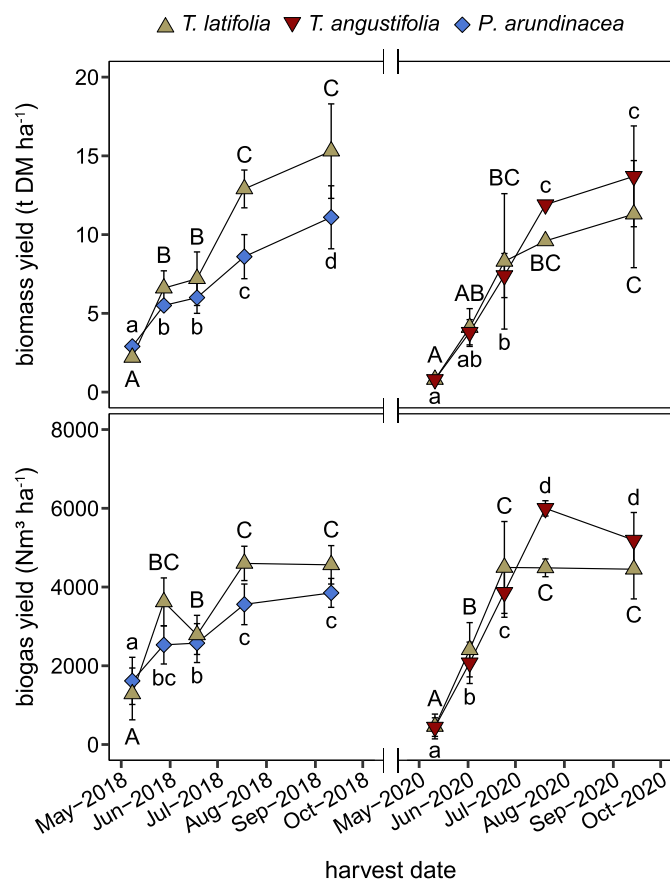 T. latifolia T. angustifolia P. arundinacea
biomass yield (t DM ha⁻¹)
20
15
10
5
0
a
A
B
b
B
b
C
c
C
d
A
a
AB
ab
BC
b
c
BC
c
C
biogas yield (Nm³ ha⁻¹)
8000
6000
4000
2000
0
a
A
BC
bc
B
b
C
c
C
c
A
a
B
b
C
c
d
C
d
C
May−2018
Jun−2018
Jul−2018
Aug−2018
Sep−2018
Oct−2018
May−2020
Jun−2020
Jul−2020
Aug−2020
Sep−2020
Oct−2020
harvest date